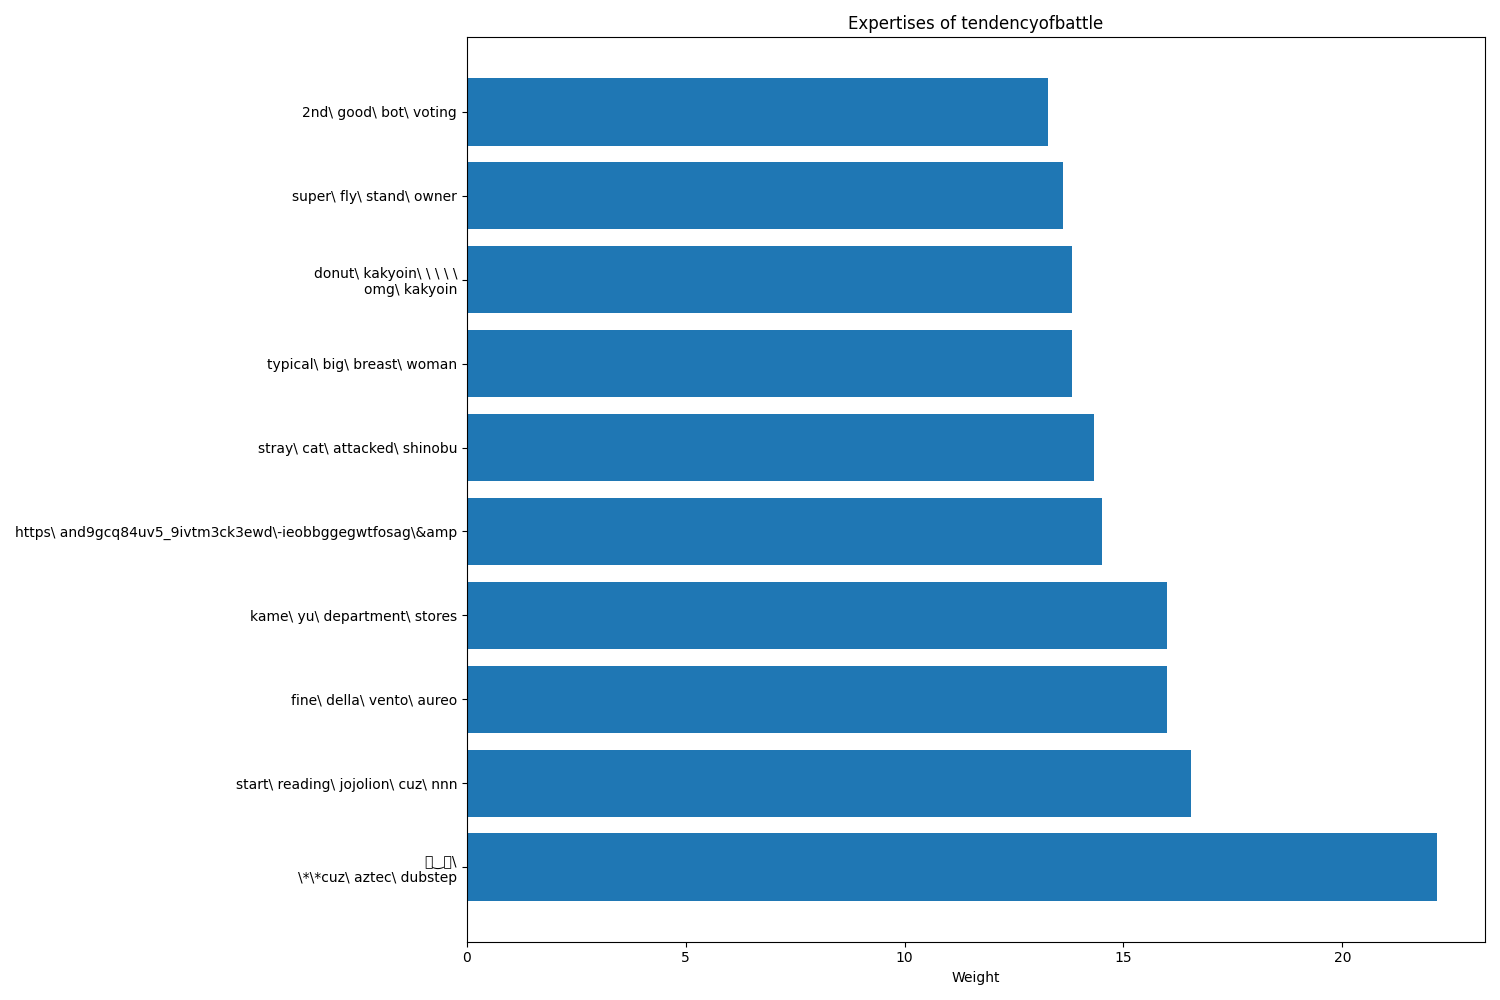 Expertises of tendencyofbattle
2nd\ good\ bot\ voting
super\ fly\ stand\ owner
donut\ kakyoin\ \ \ \ \ \
omg\ kakyoin
typical\ big\ breast\ woman
stray\ cat\ attacked\ shinobu
https\ and9gcq84uv5_9ivtm3ck3ewd\-ieobbggegwtfosag\&amp
kame\ yu\ department\ stores
fine\ della\ vento\ aureo
start\ reading\ jojolion\ cuz\ nnn
_\
\*\*cuz\ aztec\ dubstep
0 5 10 15 20
Weight